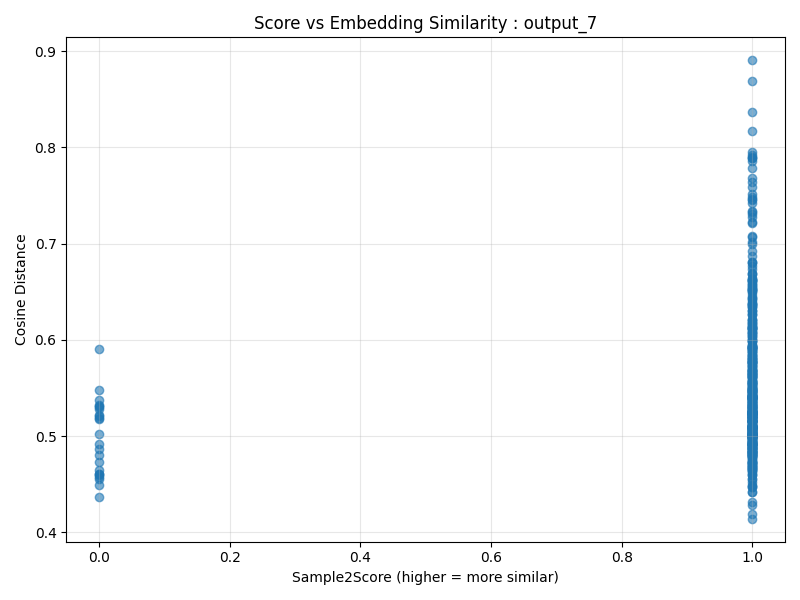 Score vs Embedding Similarity : output_7
Cosine Distance
0.9
0.8
0.7
0.6
0.5
0.4
0.0 0.2 0.4 0.6 0.8 1.0
Sample2Score (higher = more similar)